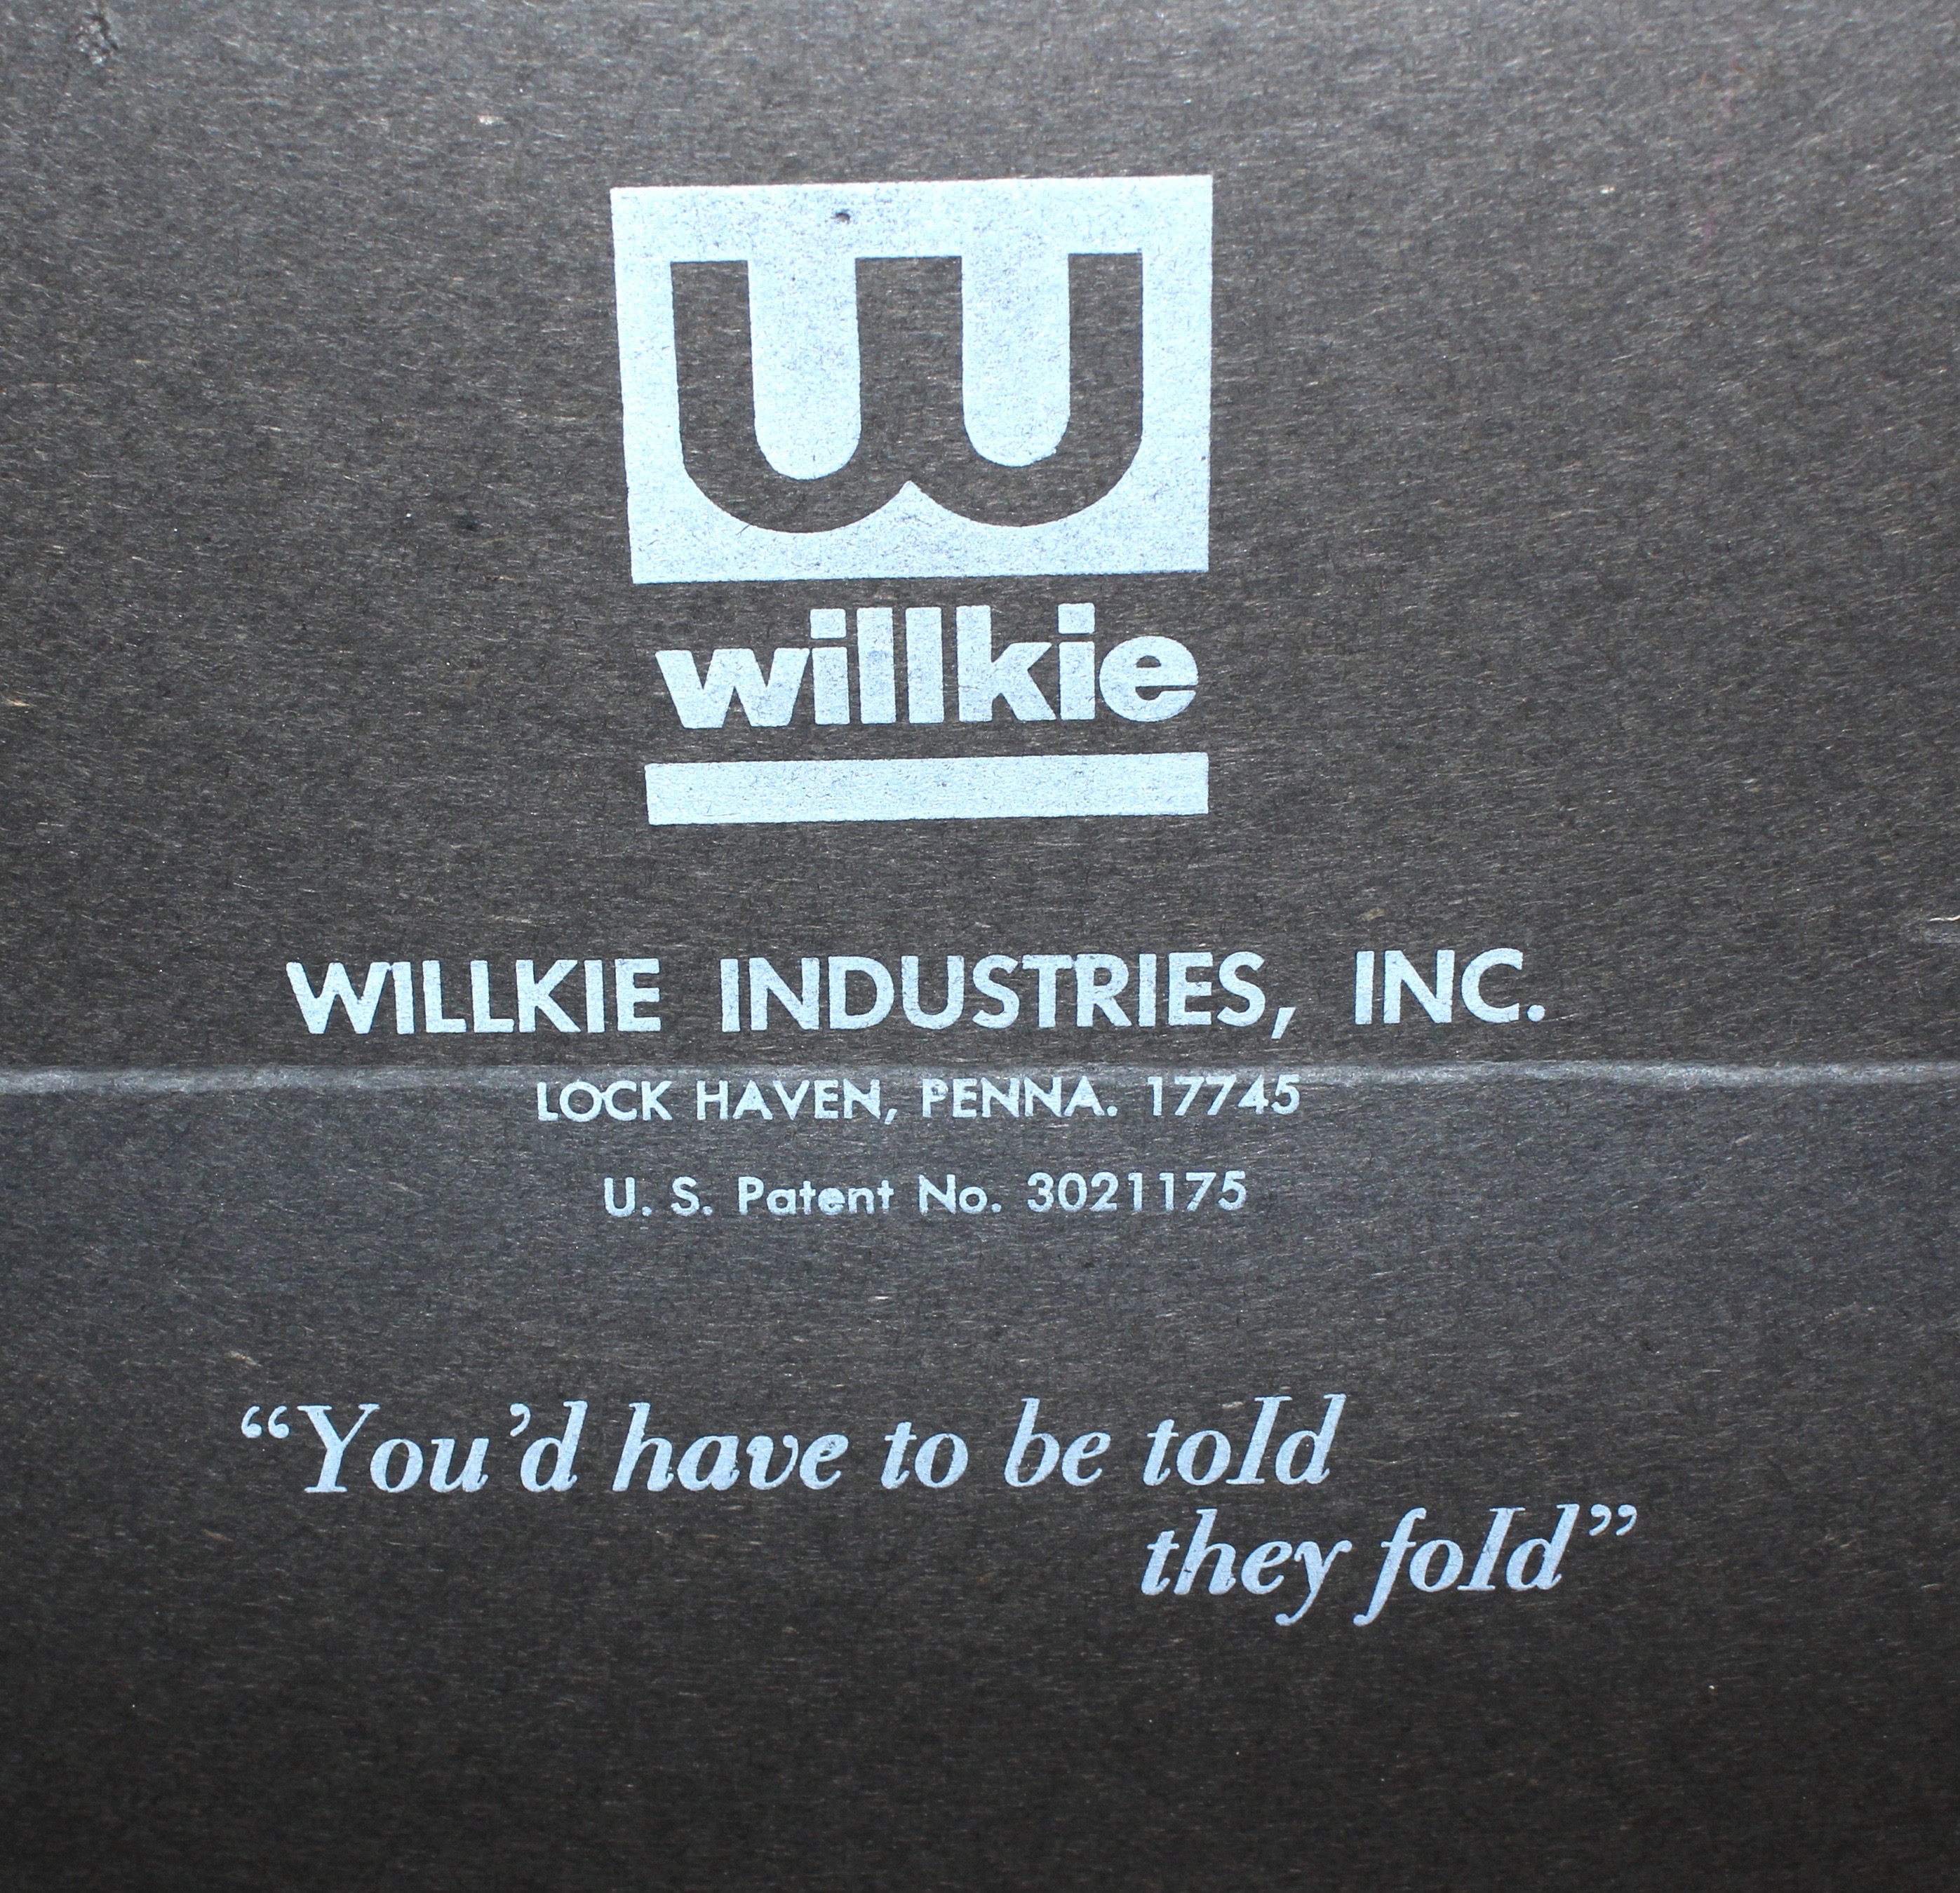 W
willkie
WILLKIE INDUSTRIES, INC.
LOCK HAVEN, PENNA. 17745
U. S. Patent No. 3021175
“You’d have to be told
they fold”